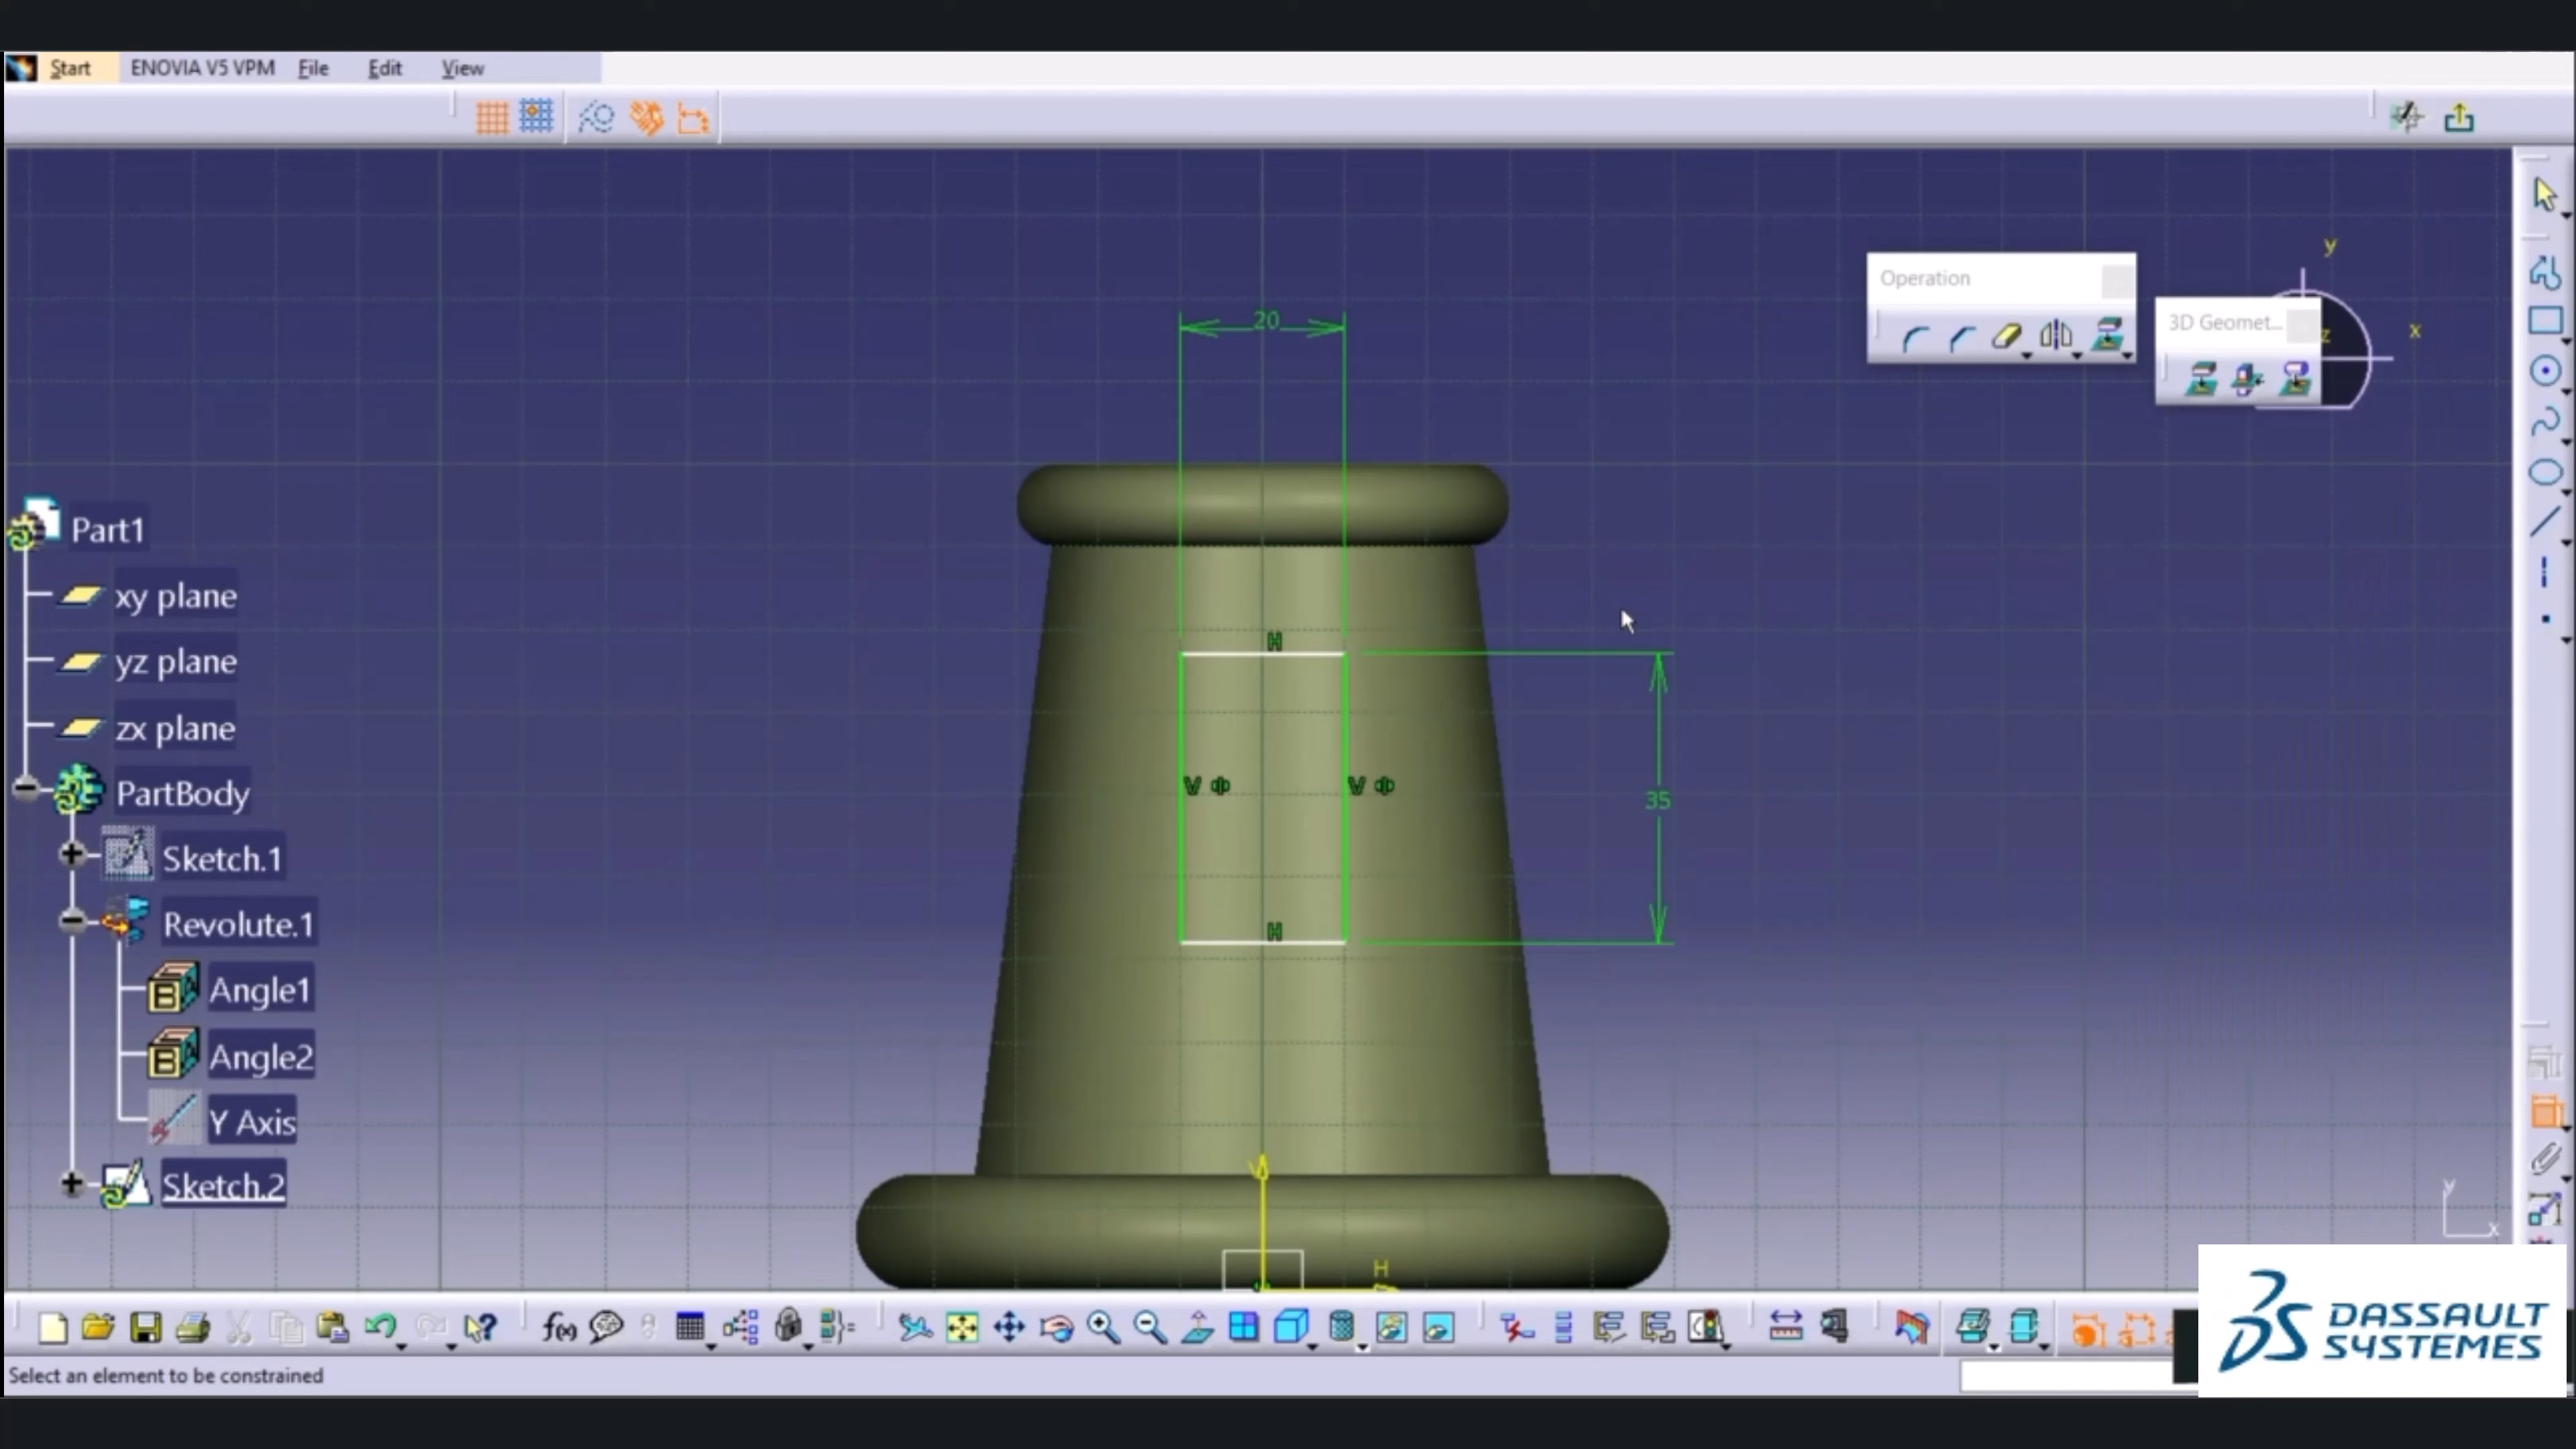 Start ENOVIA V5 VPM File Edit View
y
Operation
3D Geomet...
z
x
20
Part1
xy plane
H
yz plane
zx plane
V V
35
PartBody
Sketch.1
H
Revolute.1
Angle1
Angle2
Y Axis
Sketch.2
V
y
x
H
f(x)
DASSAULT
SYSTEMES
Select an element to be constrained